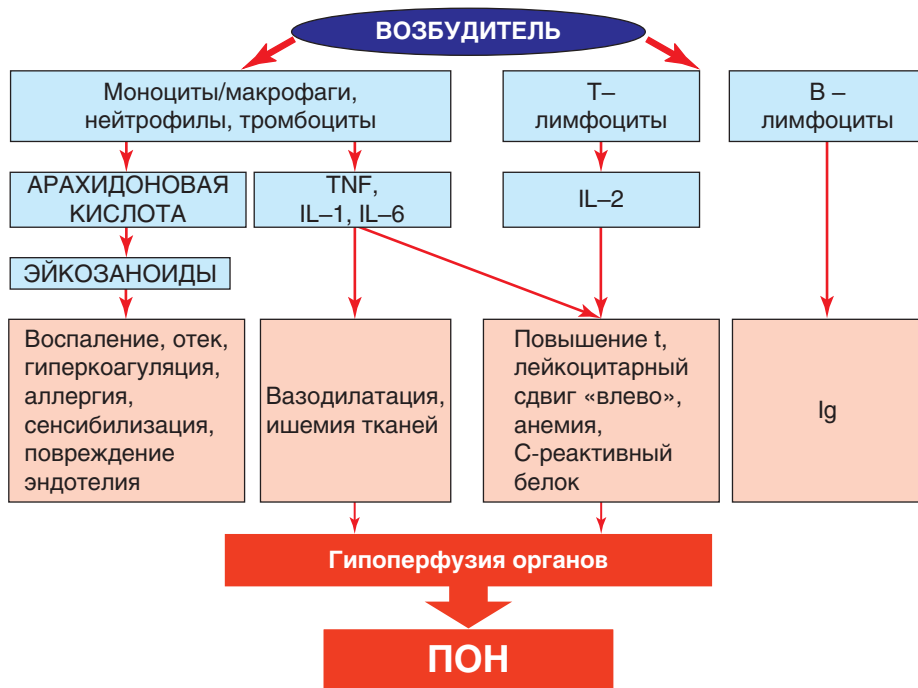 ВОЗБУДИТЕЛЬ
Моноциты/макрофаги,
нейтрофилы, тромбоциты
Т–
лимфоциты
В –
лимфоциты
АРАХИДОНОВАЯ
КИСЛОТА
TNF,
IL–1, IL–6
IL–2
ЭЙКОЗАНОИДЫ
Воспаление, отек,
гиперкоагуляция,
аллергия,
сенсибилизация,
повреждение
эндотелия
Вазодилатация,
ишемия тканей
Повышение t,
лейкоцитарный
сдвиг «влево»,
анемия,
С-реактивный
белок
Ig
Гипоперфузия органов
ПОН